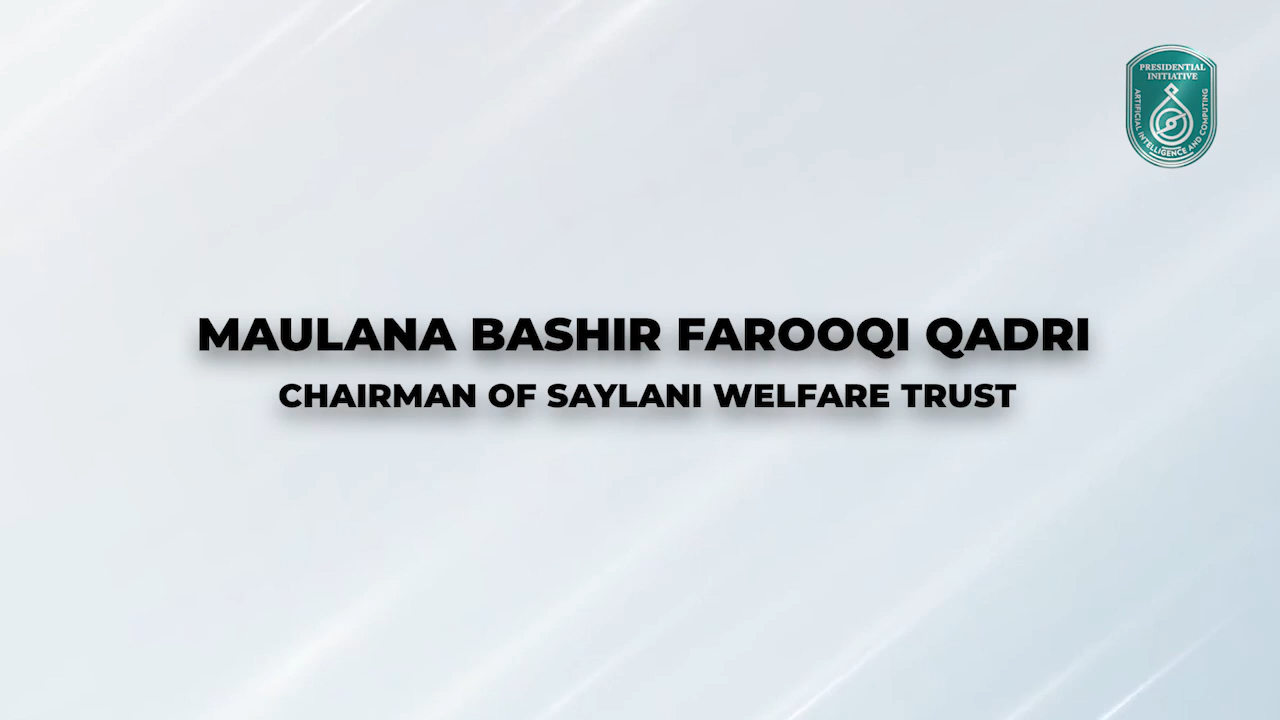 PRESIDENTIAL
INITIATIVE
ARTIFICIAL INTELLIGENCE AND COMPUTING
MAULANA BASHIR FAROOQI QADRI
CHAIRMAN OF SAYLANI WELFARE TRUST